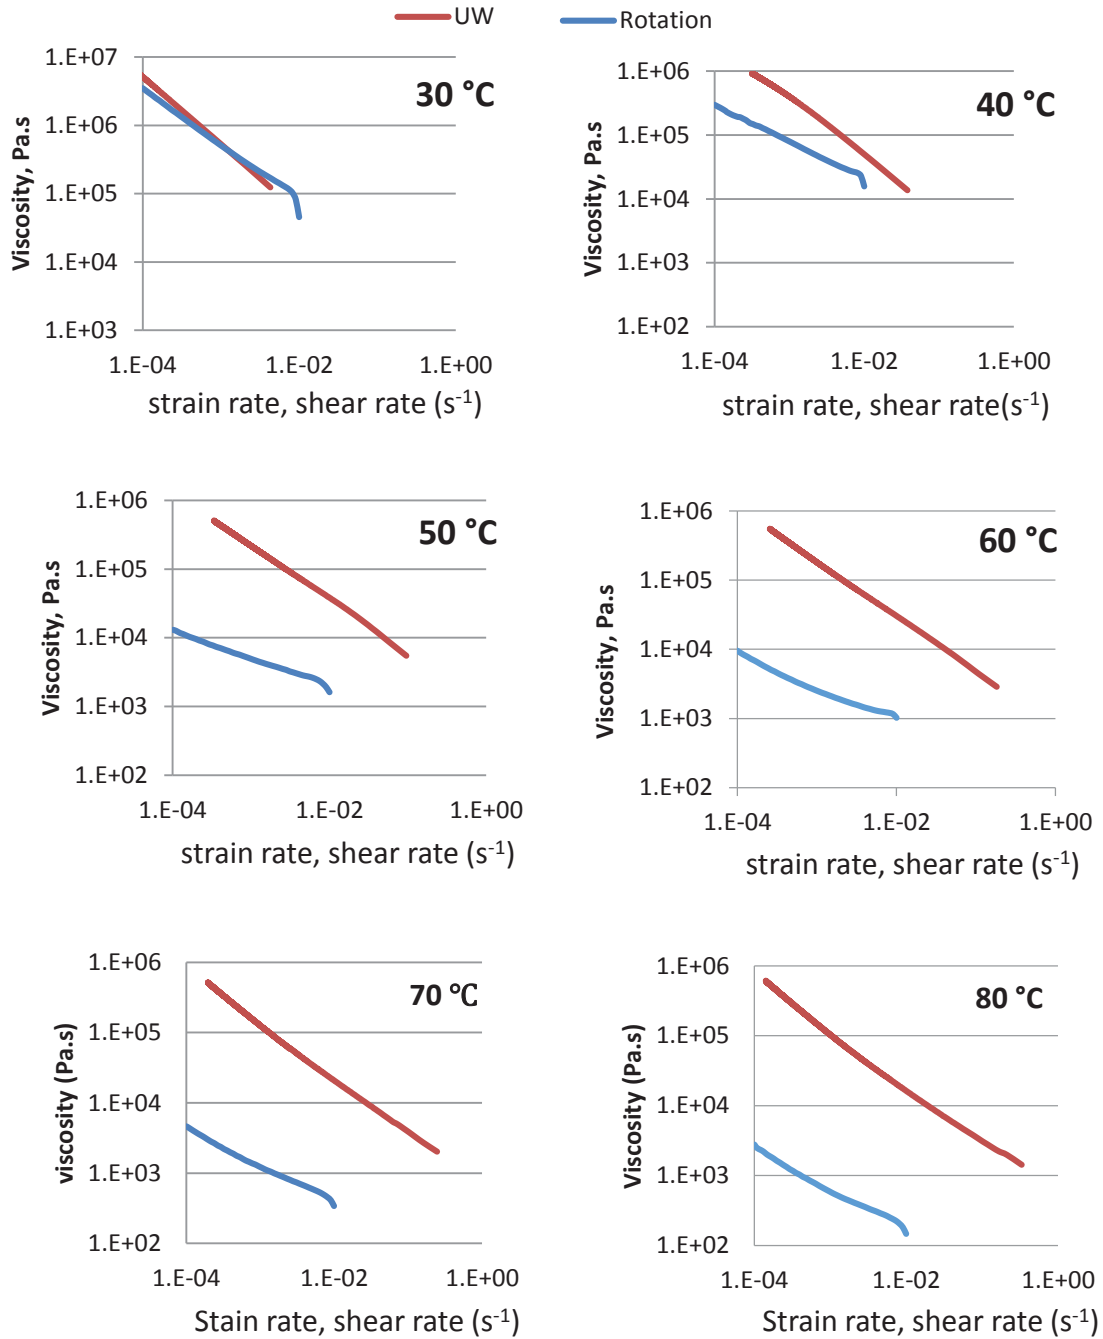 UW Rotation
30 °C
Viscosity, Pa.s
1.E+07
1.E+06
1.E+05
1.E+04
1.E+03
1.E-04 1.E-02 1.E+00
strain rate, shear rate (s-1)
40 °C
Viscosity, Pa.s
1.E+06
1.E+05
1.E+04
1.E+03
1.E+02
1.E-04 1.E-02 1.E+00
strain rate, shear rate(s-1)
50 °C
Viscosity, Pa.s
1.E+06
1.E+05
1.E+04
1.E+03
1.E+02
1.E-04 1.E-02 1.E+00
strain rate, shear rate (s-1)
60 °C
Viscosity, Pa.s
1.E+06
1.E+05
1.E+04
1.E+03
1.E+02
1.E-04 1.E-02 1.E+00
strain rate, shear rate (s-1)
70 °C
viscosity (Pa.s)
1.E+06
1.E+05
1.E+04
1.E+03
1.E+02
1.E-04 1.E-02 1.E+00
Stain rate, shear rate (s-1)
80 °C
Viscosity (Pa.s)
1.E+06
1.E+05
1.E+04
1.E+03
1.E+02
1.E-04 1.E-02 1.E+00
Strain rate, shear rate (s-1)